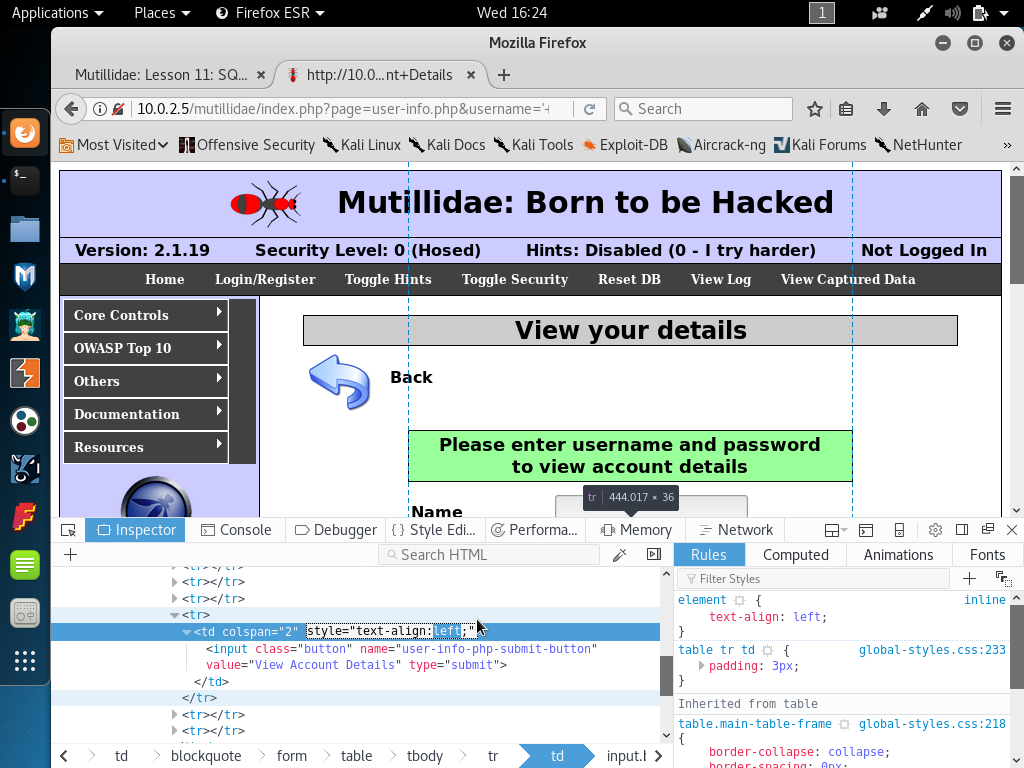 Applications Places Firefox ESR Wed 16:24 1
Mozilla Firefox
Mutillidae: Lesson 11: SQ... http://10.0...nt+Details
10.0.2.5/mutillidae/index.php?page=user-info.php&username='+ Search
Most Visited Offensive Security Kali Linux Kali Docs Kali Tools Exploit-DB Aircrack-ng Kali Forums NetHunter »
Mutillidae: Born to be Hacked
Version: 2.1.19 Security Level: 0 (Hosed) Hints: Disabled (0 - I try harder) Not Logged In
Home Login/Register Toggle Hints Toggle Security Reset DB View Log View Captured Data
Core Controls
OWASP Top 10
Others
Documentation
Resources
View your details
Back
Please enter username and password
to view account details
Name
tr 444.017 × 36
Inspector Console Debugger Style Edi... Performa... Memory Network
Search HTML
<tr></tr>
<tr></tr>
<tr></tr>
<tr>
<td colspan="2" style="text-align:left;"
<input class="button" name="user-info-php-submit-button"
value="View Account Details" type="submit">
</td>
</tr>
<tr></tr>
<tr></tr>
td blockquote form table tbody tr td input.b
Rules Computed Animations Fonts
Filter Styles
element { inline
text-align: left;
}
table tr td { global-styles.css:233
padding: 3px;
}
Inherited from table
table.main-table-frame global-styles.css:218
{
border-collapse: collapse;
border-spacing: 0px;